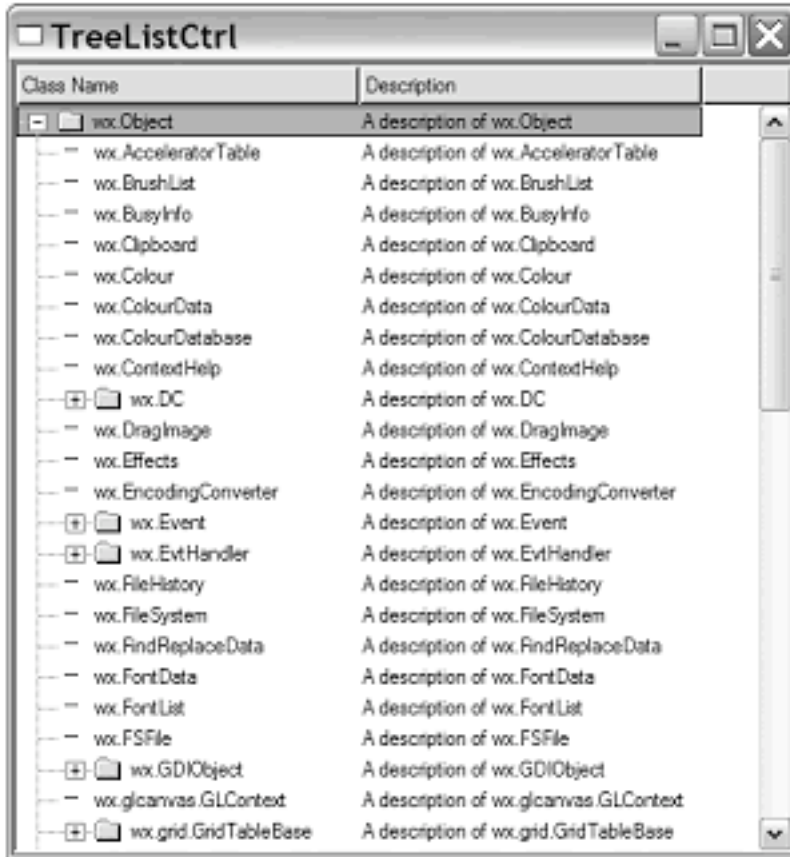 TreeListCtrl
Class Name Description
wx.Object A description of wx.Object
wx.AcceleratorTable A description of wx.AcceleratorTable
wx.BrushList A description of wx.BrushList
wx.BusyInfo A description of wx.BusyInfo
wx.Clipboard A description of wx.Clipboard
wx.Colour A description of wx.Colour
wx.ColourData A description of wx.ColourData
wx.ColourDatabase A description of wx.ColourDatabase
wx.ContextHelp A description of wx.ContextHelp
wx.DC A description of wx.DC
wx.DragImage A description of wx.DragImage
wx.Effects A description of wx.Effects
wx.EncodingConverter A description of wx.EncodingConverter
wx.Event A description of wx.Event
wx.EvtHandler A description of wx.EvtHandler
wx.FileHistory A description of wx.FileHistory
wx.FileSystem A description of wx.FileSystem
wx.FindReplaceData A description of wx.FindReplaceData
wx.FontData A description of wx.FontData
wx.FontList A description of wx.FontList
wx.FSFile A description of wx.FSFile
wx.GDIObject A description of wx.GDIObject
wx.glcanvas.GLContext A description of wx.glcanvas.GLContext
wx.grid.GridTableBase A description of wx.grid.GridTableBase